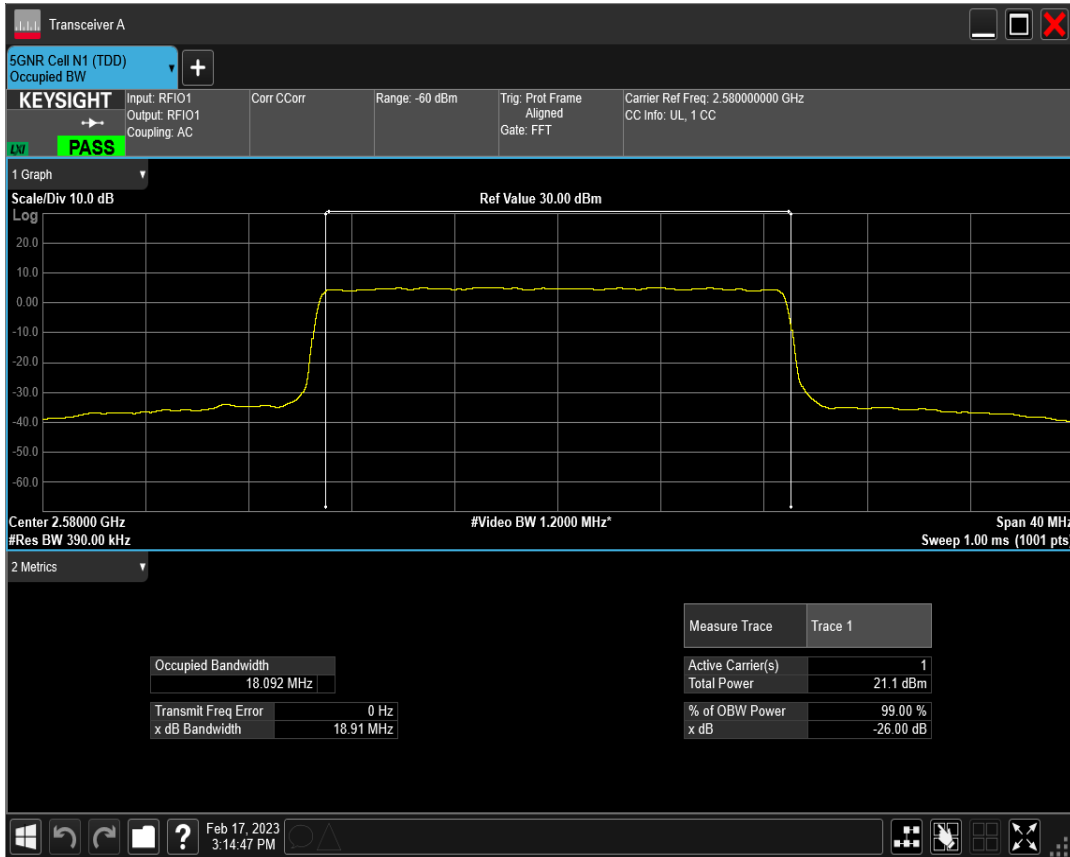 Transceiver A
5GNR Cell N1 (TDD)
Occupied BW
+
KEYSIGHT
LXI
PASS
Input: RFIO1
Output: RFIO1
Coupling: AC
Corr CCorr
Range: -60 dBm
Trig: Prot Frame
Aligned
Gate: FFT
Carrier Ref Freq: 2.580000000 GHz
CC Info: UL, 1 CC
1 Graph
Scale/Div 10.0 dB
Ref Value 30.00 dBm
Log
20.0
10.0
0.00
-10.0
-20.0
-30.0
-40.0
-50.0
-60.0
Center 2.58000 GHz
#Video BW 1.2000 MHz*
Span 40 MHz
#Res BW 390.00 kHz
Sweep 1.00 ms (1001 pts)
2 Metrics
Measure Trace
Trace 1
Occupied Bandwidth
18.092 MHz
Active Carrier(s)
1
Total Power
21.1 dBm
Transmit Freq Error
0 Hz
x dB Bandwidth
18.91 MHz
% of OBW Power
99.00 %
x dB
-26.00 dB
?
Feb 17, 2023
3:14:47 PM